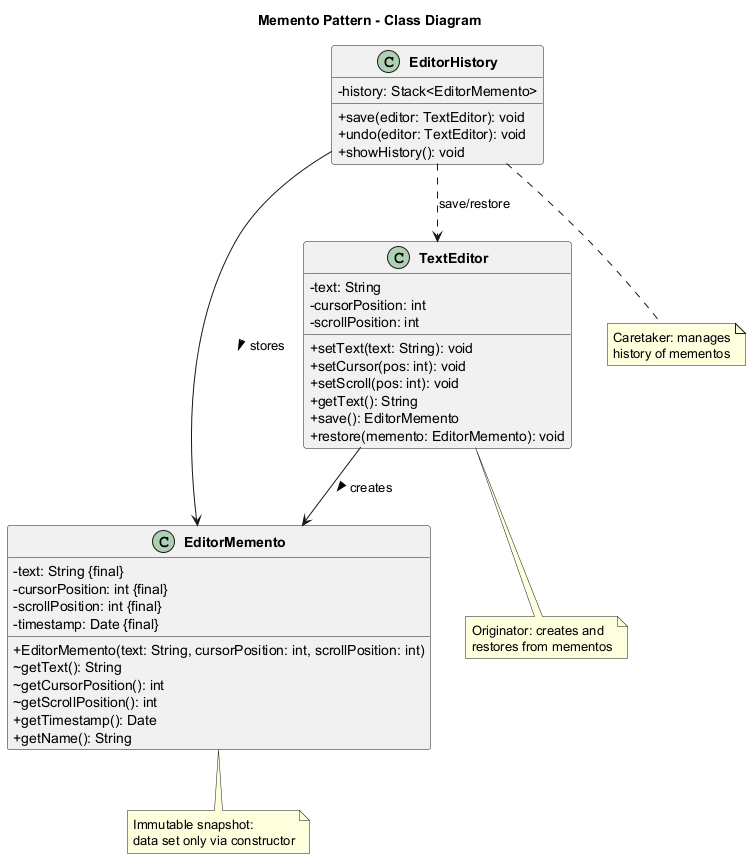 Memento Pattern - Class Diagram
C EditorHistory
-history: Stack<EditorMemento>
+save(editor: TextEditor): void
+undo(editor: TextEditor): void
+showHistory(): void
save/restore
C TextEditor
-text: String
-cursorPosition: int
-scrollPosition: int
+setText(text: String): void
+setCursor(pos: int): void
+setScroll(pos: int): void
+getText(): String
+save(): EditorMemento
+restore(memento: EditorMemento): void
Caretaker: manages
history of mementos
stores
creates
C EditorMemento
-text: String {final}
-cursorPosition: int {final}
-scrollPosition: int {final}
-timestamp: Date {final}
+EditorMemento(text: String, cursorPosition: int, scrollPosition: int)
~getText(): String
~getCursorPosition(): int
~getScrollPosition(): int
+getTimestamp(): Date
+getName(): String
Originator: creates and
restores from mementos
Immutable snapshot:
data set only via constructor